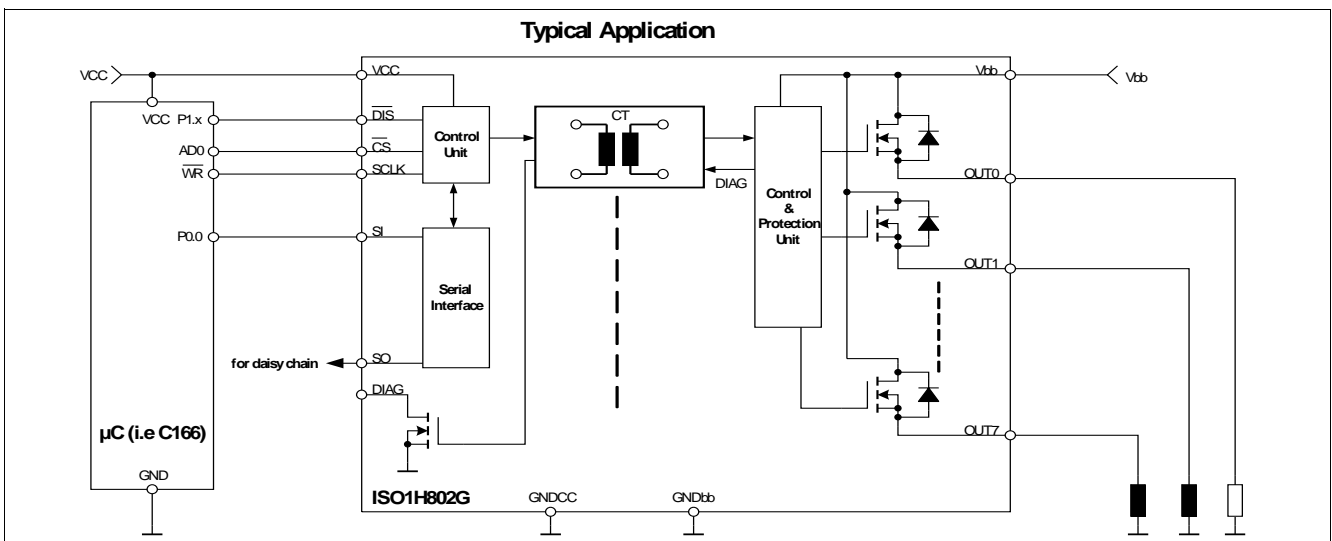 Typical Application
VCC
VCC
Vbb
Vbb
VCC P1.x
DIS
Control
Unit
CT
AD0
CS
WR
SCLK
DIAG
OUT0
Control
&
Protection
Unit
P0.0
SI
OUT1
Serial
Interface
for daisy chain
SO
DIAG
µC (i.e C166)
OUT7
GND
ISO1H802G
GNDCC
GNDbb